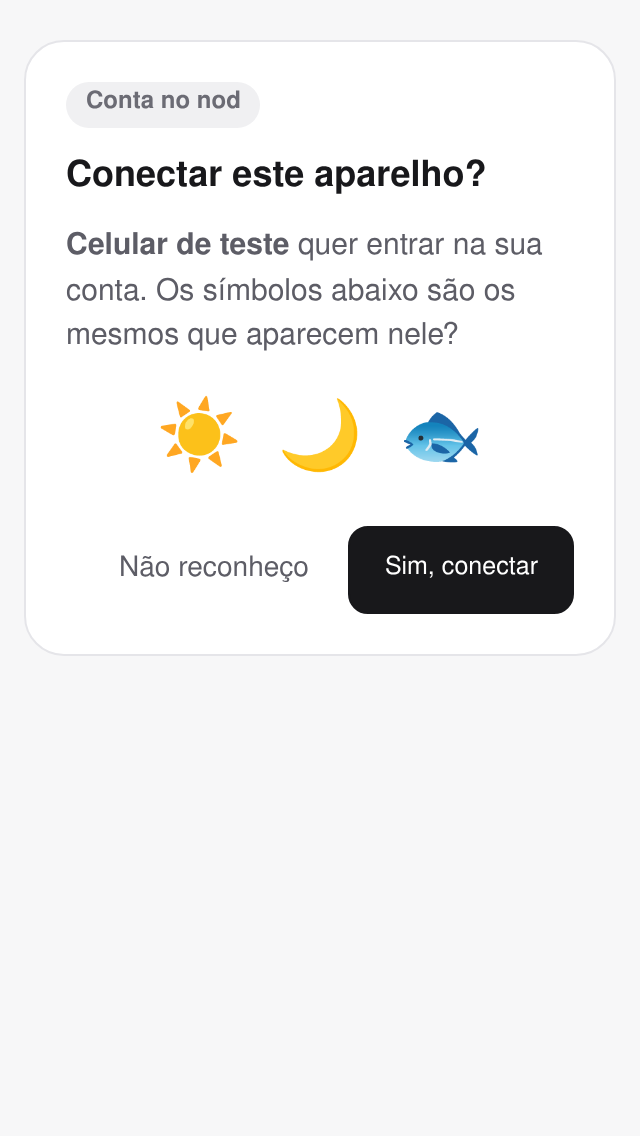 Conta no nod
Conectar este aparelho?
Celular de teste quer entrar na sua
conta. Os símbolos abaixo são os
mesmos que aparecem nele?
Não reconheço
Sim, conectar